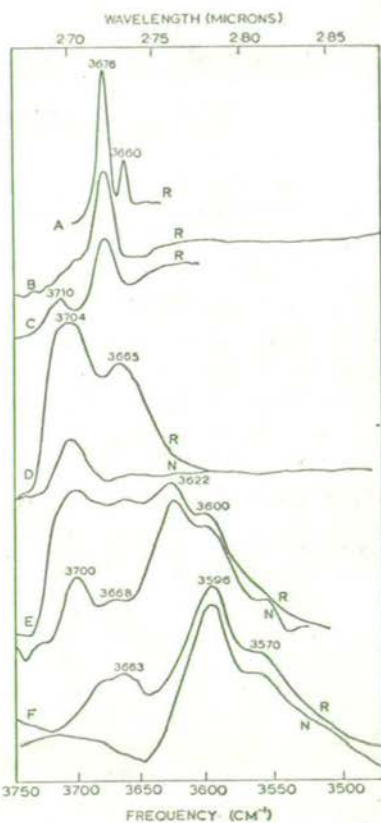 WAVELENGTH (MICRONS)
2.70 2.75 2.80 2.85
3676
3660
A R
B R
R
C 3710
3704
3665
R
D N
3622
3600
3700 3668
R
E N
3596
3663 3570
F R
N
3750 3700 3650 3600 3550 3500
FREQUENCY (CM⁻¹)